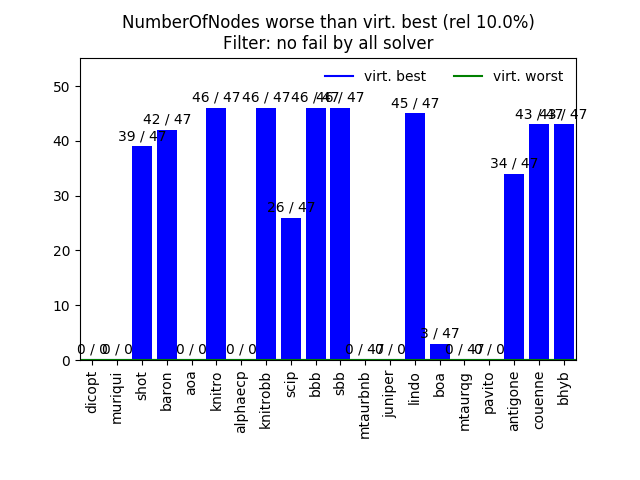 NumberOfNodes worse than virt. best (rel 10.0%)
Filter: no fail by all solver
virt. best
virt. worst
50
40
30
20
10
0
0 / 0
0 / 0
39 / 47
42 / 47
0 / 0
46 / 47
0 / 0
46 / 47
26 / 47
46 / 47
46 / 47
0 / 47
0 / 0
45 / 47
3 / 47
0 / 47
0 / 0
34 / 47
43 / 47
43 / 47
dicopt
muriqui
shot
baron
aoa
knitro
alphaecp
knitrobb
scip
bbb
sbb
mtaurbnb
juniper
lindo
boa
mtaurqg
pavito
antigone
couenne
bhyb